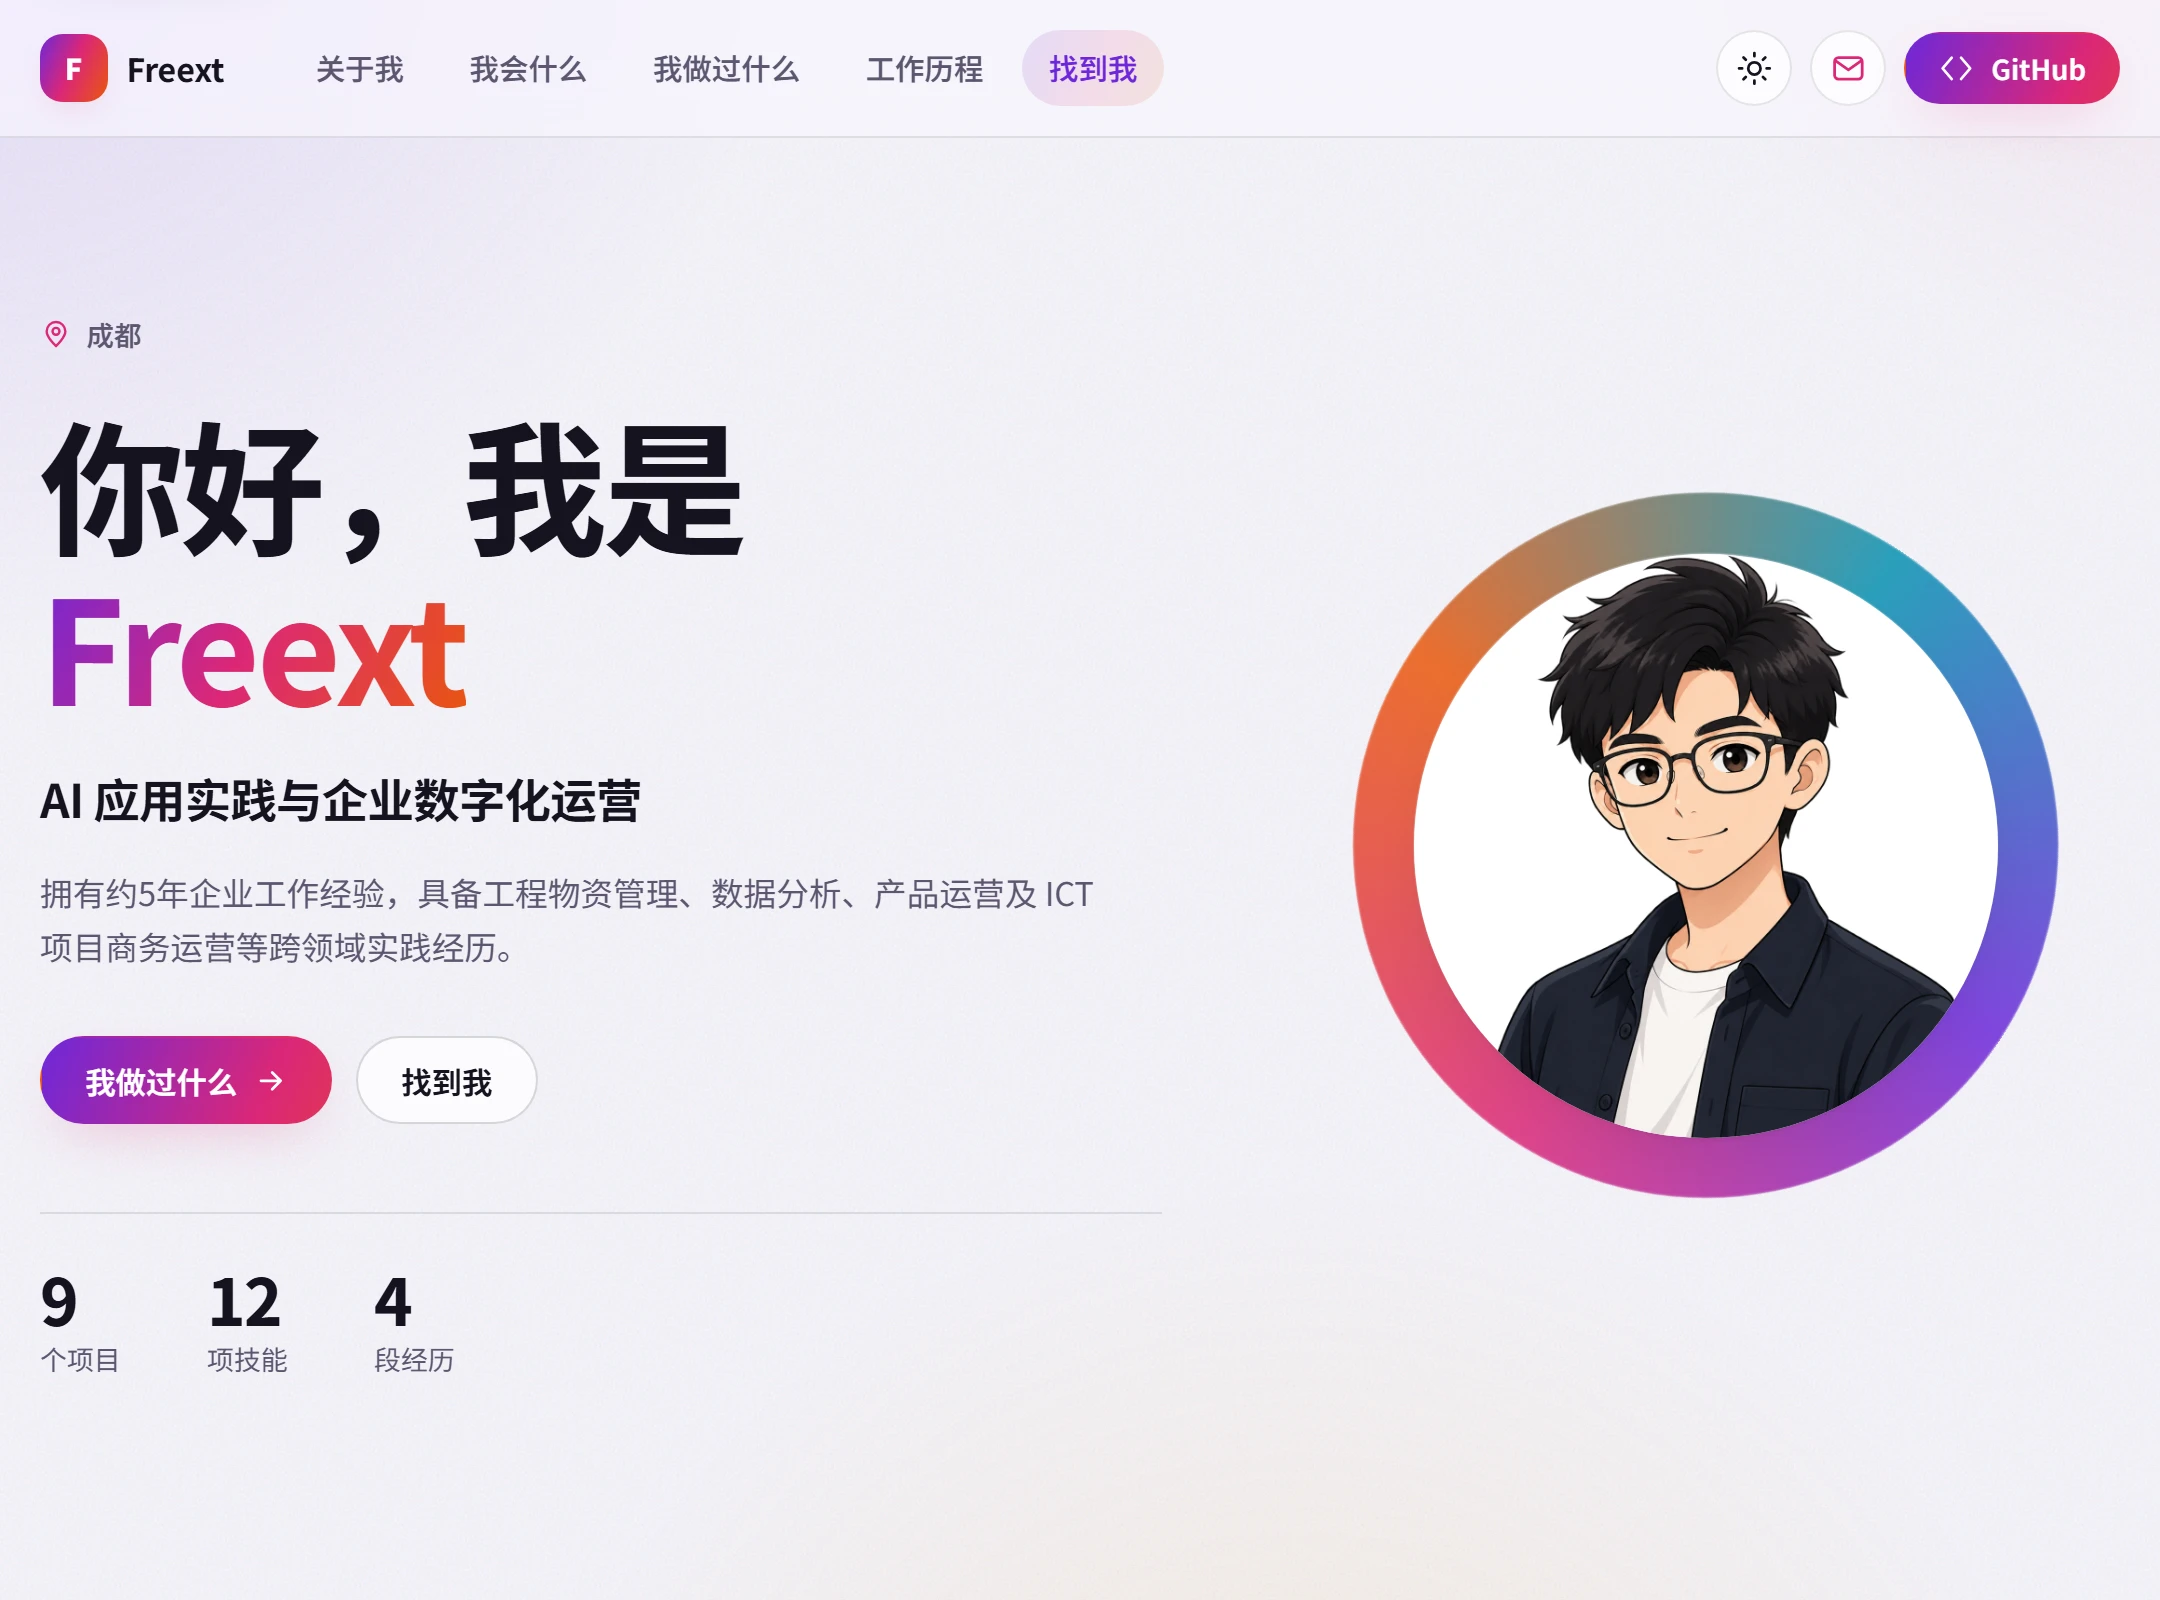 F Freext 关于我 我会什么 我做过什么 工作历程 找到我 GitHub
成都
你好，我是
Freext
AI 应用实践与企业数字化运营
拥有约5年企业工作经验，具备工程物资管理、数据分析、产品运营及 ICT
项目商务运营等跨领域实践经历。
我做过什么 → 找到我
9 12 4
个项目 项技能 段经历